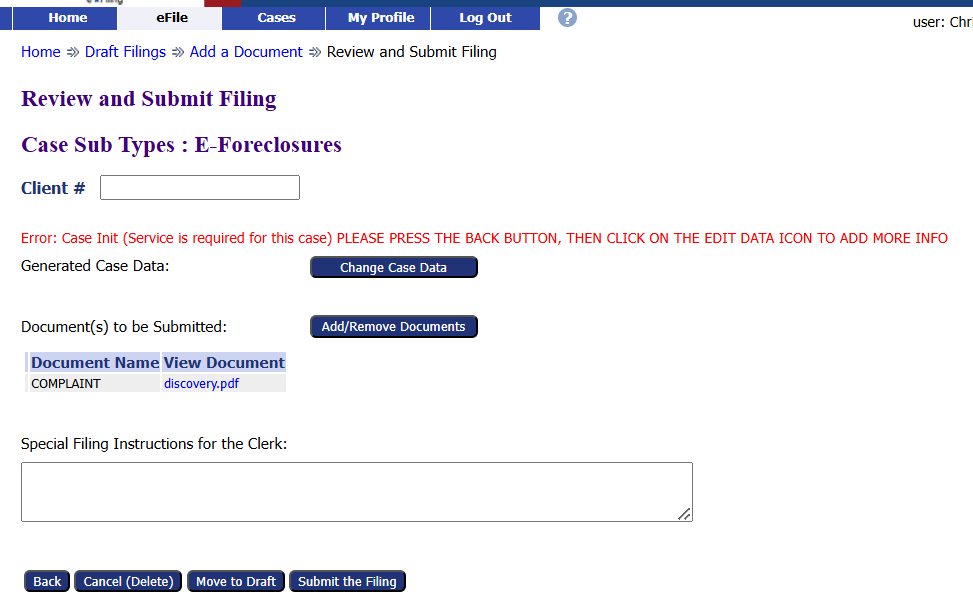 Home eFile Cases My Profile Log Out ?
user: Chri
Home ⇒ Draft Filings ⇒ Add a Document ⇒ Review and Submit Filing
Review and Submit Filing
Case Sub Types : E-Foreclosures
Client #
Error: Case Init (Service is required for this case) PLEASE PRESS THE BACK BUTTON, THEN CLICK ON THE EDIT DATA ICON TO ADD MORE INFO
Generated Case Data: Change Case Data
Document(s) to be Submitted: Add/Remove Documents
Document Name View Document
COMPLAINT discovery.pdf
Special Filing Instructions for the Clerk:
Back Cancel (Delete) Move to Draft Submit the Filing